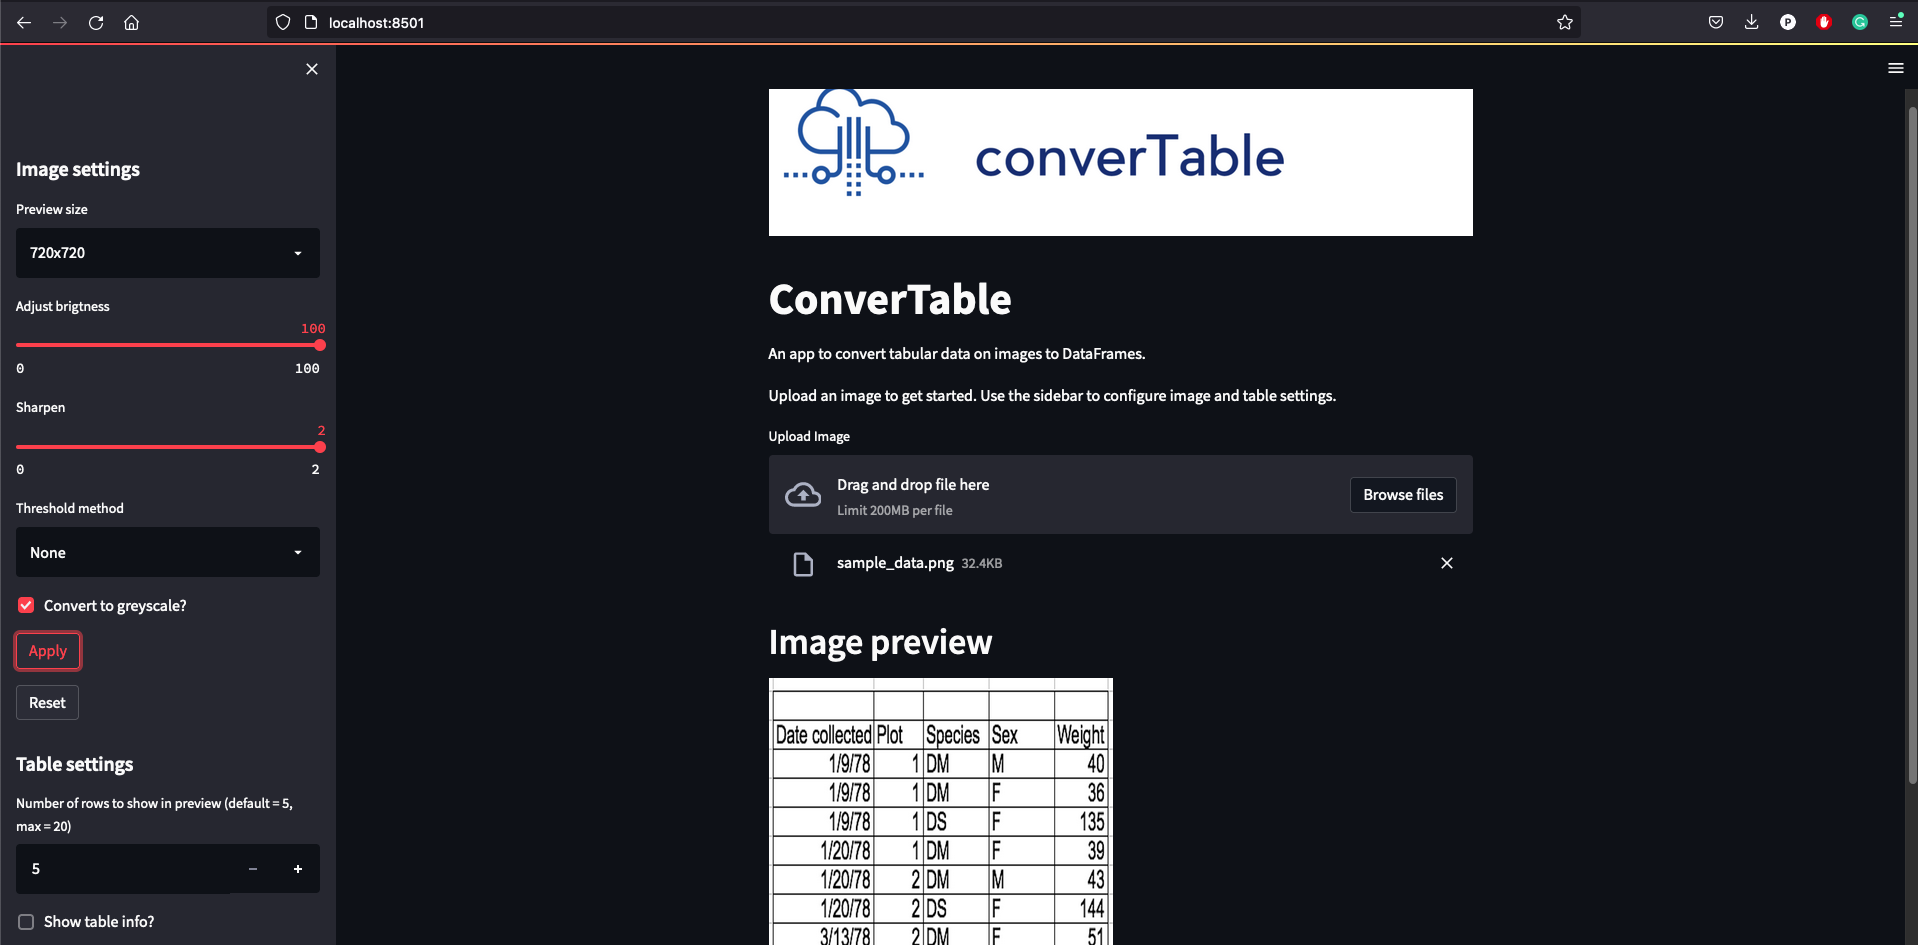 localhost:8501
Image settings
Preview size
720x720
Adjust brigtness
100
0 100
Sharpen
2
0 2
Threshold method
None
Convert to greyscale?
Apply
Reset
Table settings
Number of rows to show in preview (default = 5,
max = 20)
5
Show table info?
converTable
ConverTable
An app to convert tabular data on images to DataFrames.
Upload an image to get started. Use the sidebar to configure image and table settings.
Upload Image
Drag and drop file here
Limit 200MB per file
Browse files
sample_data.png 32.4KB
Image preview
Date collected Plot Species Sex Weight
1/9/78 1 DM M 40
1/9/78 1 DM F 36
1/9/78 1 DS F 135
1/20/78 1 DM F 39
1/20/78 2 DM M 43
1/20/78 2 DS F 144
3/13/78 2 DM F 51